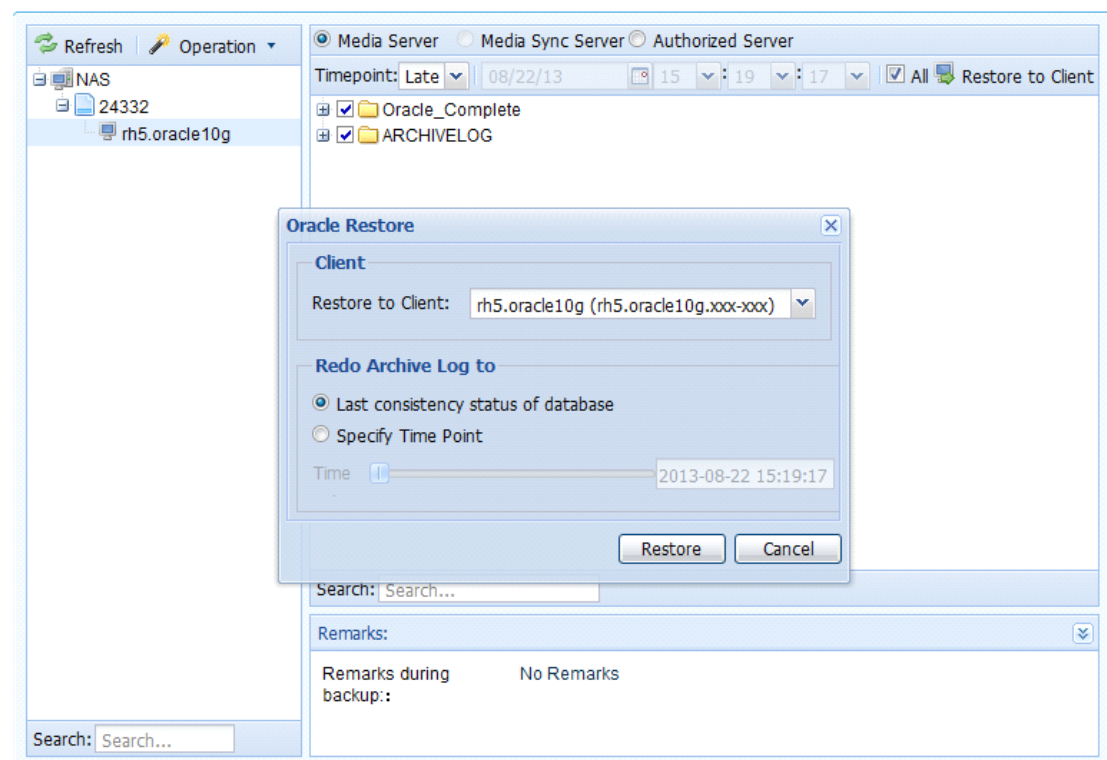 Refresh Operation
Media Server Media Sync Server Authorized Server
Timepoint: Late 08/22/13 15 : 19 : 17 All Restore to Client
NAS
24332
rh5.oracle10g
Oracle_Complete
ARCHIVELOG
Oracle Restore
Client
Restore to Client: rh5.oracle10g (rh5.oracle10g.xxx-xxx)
Redo Archive Log to
Last consistency status of database
Specify Time Point
Time 2013-08-22 15:19:17
Restore Cancel
Search: Search...
Remarks:
Remarks during No Remarks
backup::
Search: Search...